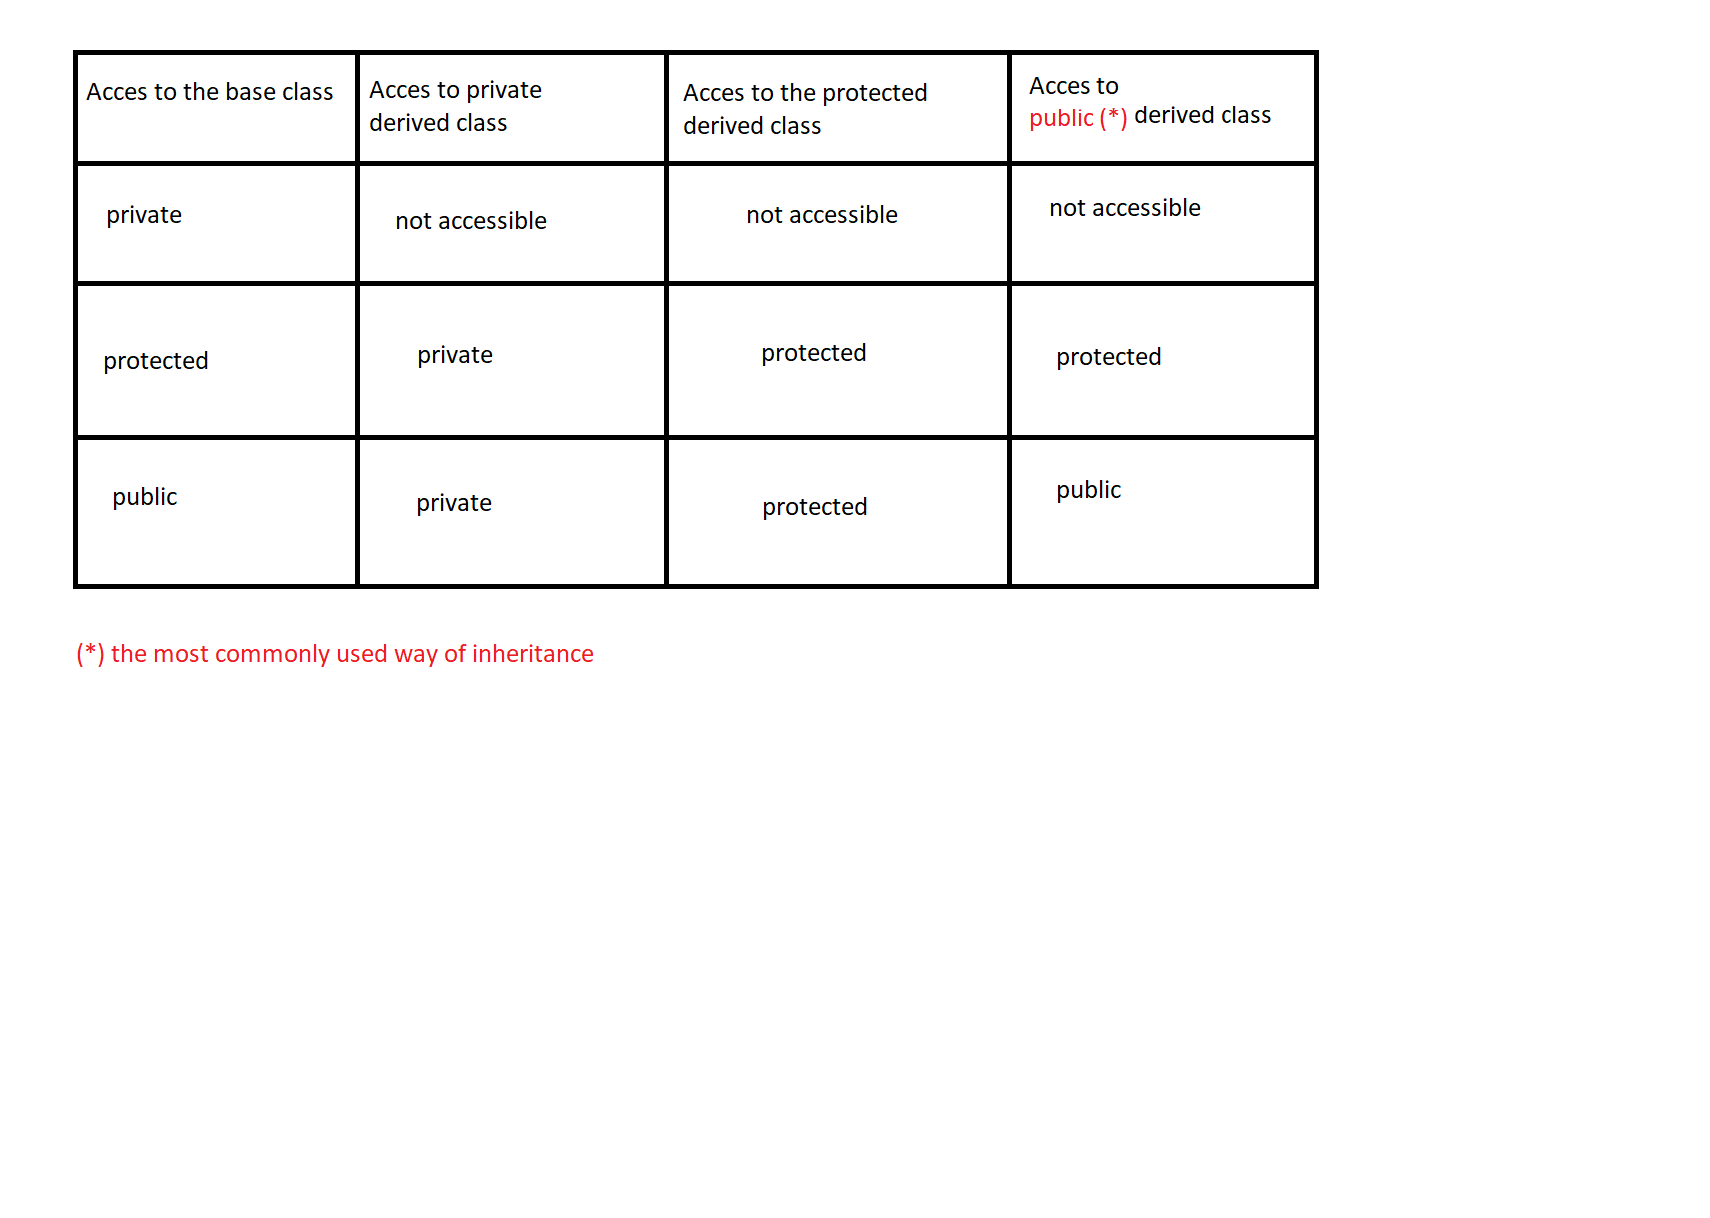 Acces to the base class
Acces to private
derived class
Acces to the protected
derived class
Acces to
public (*) derived class
private
not accessible
not accessible
not accessible
protected
private
protected
protected
public
private
protected
public
(*) the most commonly used way of inheritance